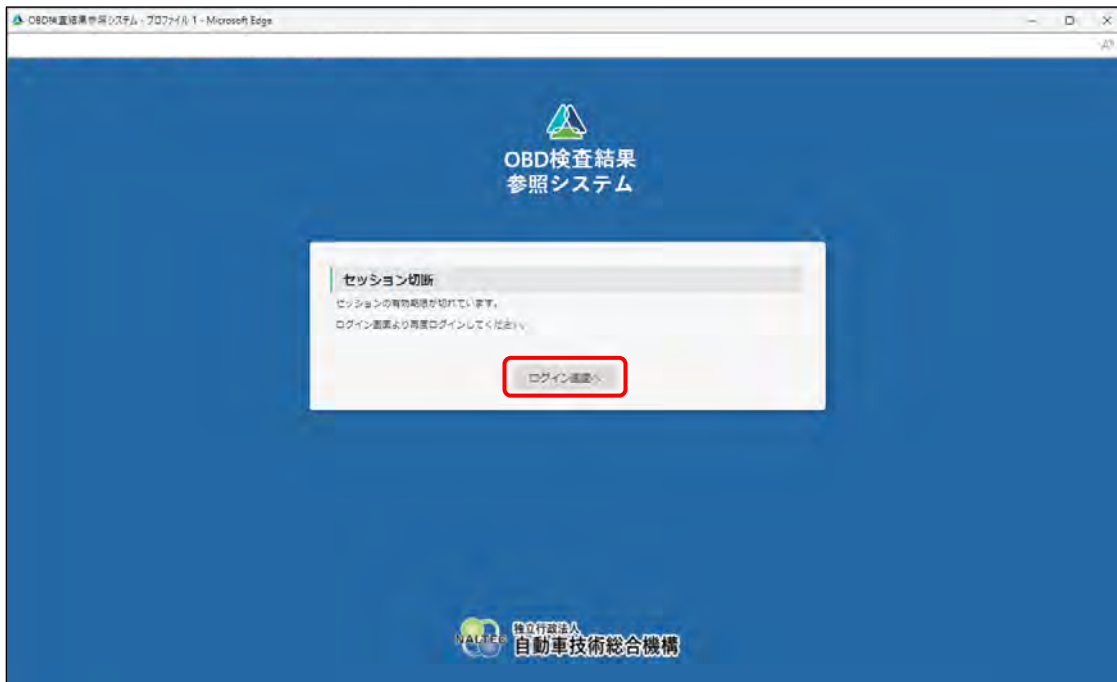 OBD検査結果参照システム - プロファイル 1 - Microsoft Edge
OBD検査結果
参照システム
セッション切断
セッションの有効期限が切れています。
ログイン画面より再度ログインしてください。
ログイン画面へ
NALTEC
独立行政法人
自動車技術総合機構